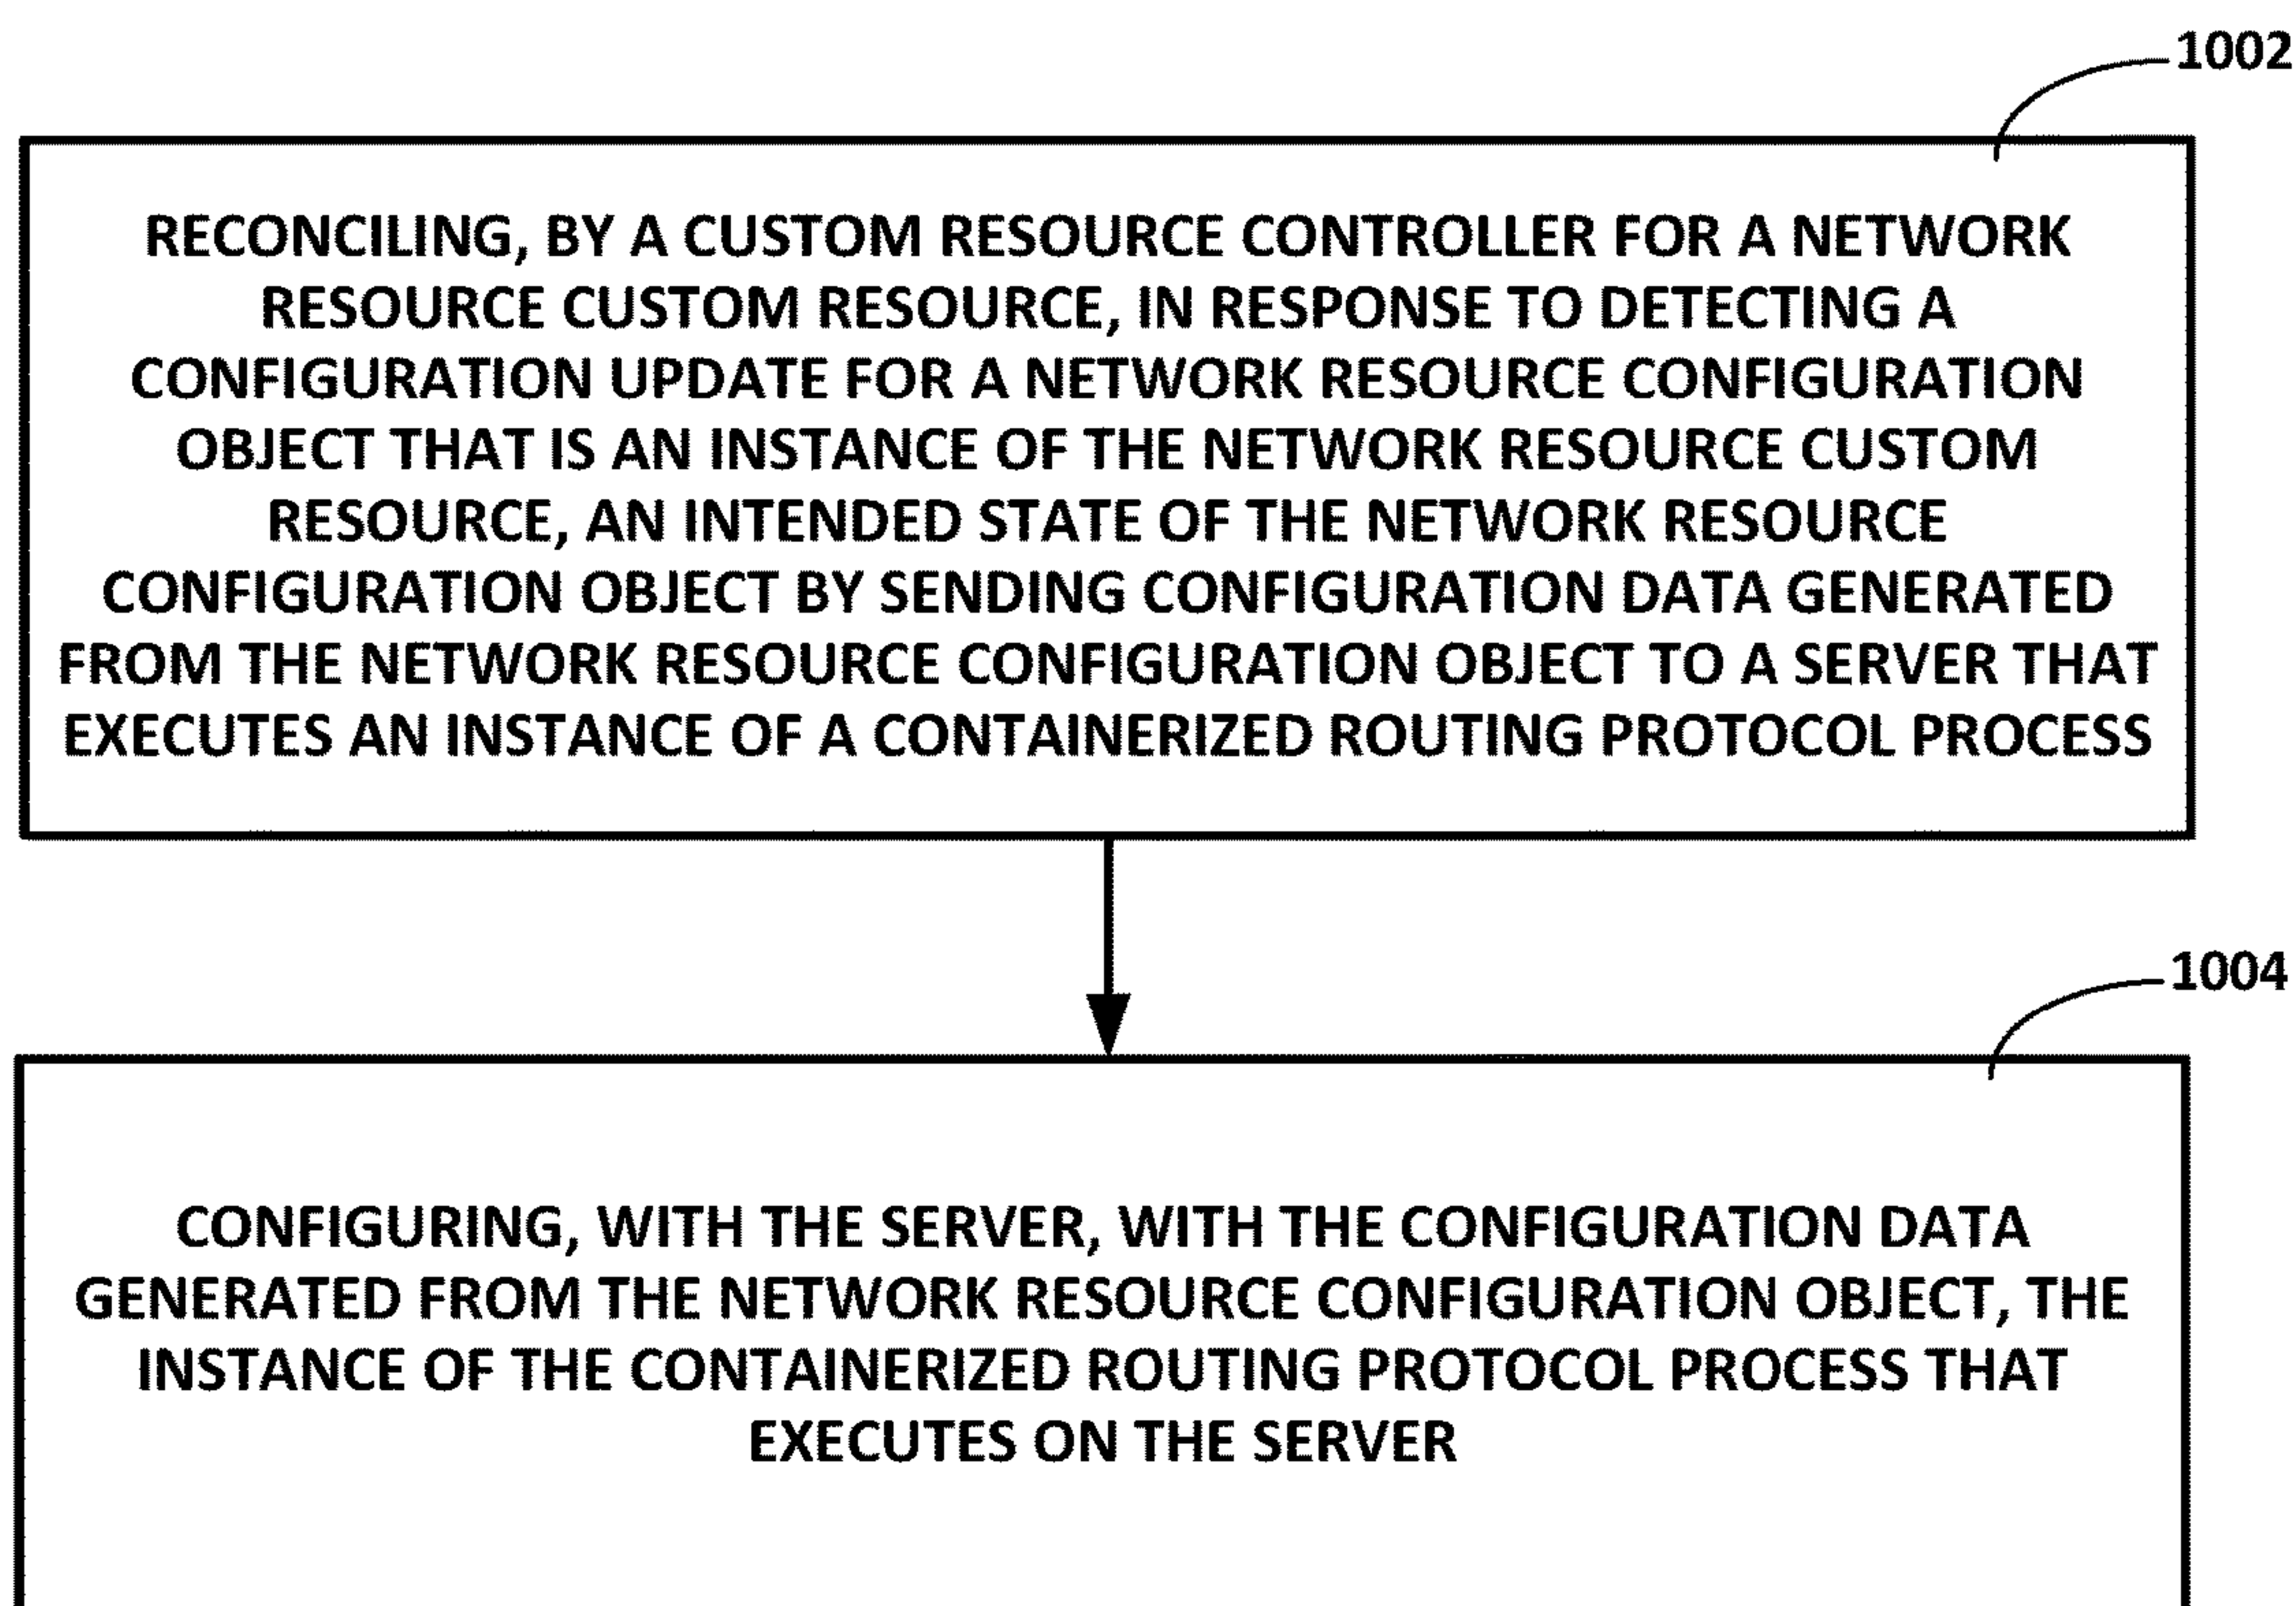 1002
RECONCILING, BY A CUSTOM RESOURCE CONTROLLER FOR A NETWORK
RESOURCE CUSTOM RESOURCE, IN RESPONSE TO DETECTING A
CONFIGURATION UPDATE FOR A NETWORK RESOURCE CONFIGURATION
OBJECT THAT IS AN INSTANCE OF THE NETWORK RESOURCE CUSTOM
RESOURCE, AN INTENDED STATE OF THE NETWORK RESOURCE
CONFIGURATION OBJECT BY SENDING CONFIGURATION DATA GENERATED
FROM THE NETWORK RESOURCE CONFIGURATION OBJECT TO A SERVER THAT
EXECUTES AN INSTANCE OF A CONTAINERIZED ROUTING PROTOCOL PROCESS
1004
CONFIGURING, WITH THE SERVER, WITH THE CONFIGURATION DATA
GENERATED FROM THE NETWORK RESOURCE CONFIGURATION OBJECT, THE
INSTANCE OF THE CONTAINERIZED ROUTING PROTOCOL PROCESS THAT
EXECUTES ON THE SERVER